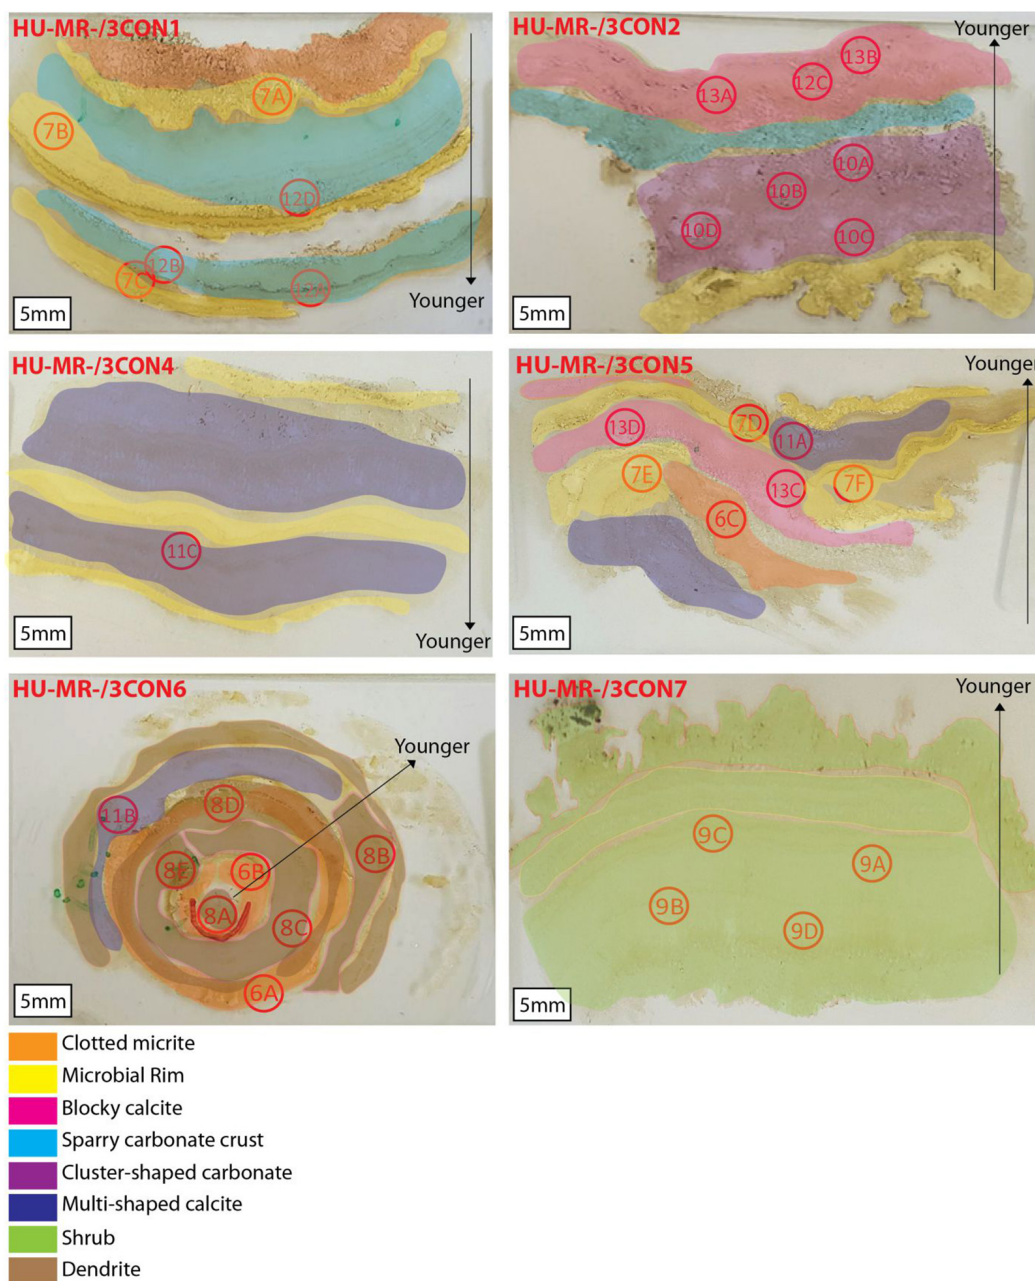 HU-MR-/3CON1
7A
7B
12D
12B
7C
12A
5mm
Younger
HU-MR-/3CON2
Younger
13B
12C
13A
10A
10B
10D
10C
5mm
HU-MR-/3CON4
11C
5mm
Younger
HU-MR-/3CON5
Younger
13D
7D
11A
7E
13C
7F
6C
5mm
HU-MR-/3CON6
Younger
11B
8D
8B
8E
6B
8A
8C
6A
5mm
HU-MR-/3CON7
Younger
9C
9A
9B
9D
5mm
Clotted micrite
Microbial Rim
Blocky calcite
Sparry carbonate crust
Cluster-shaped carbonate
Multi-shaped calcite
Shrub
Dendrite